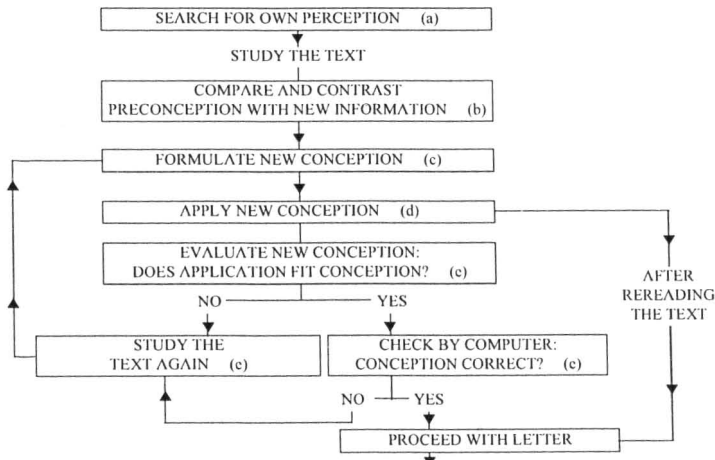 SEARCH FOR OWN PERCEPTION (a)
STUDY THE TEXT
COMPARE AND CONTRAST
PRECONCEPTION WITH NEW INFORMATION (b)
FORMULATE NEW CONCEPTION (c)
APPLY NEW CONCEPTION (d)
EVALUATE NEW CONCEPTION:
DOES APPLICATION FIT CONCEPTION? (e)
AFTER
REREADING
THE TEXT
NO YES
STUDY THE
TEXT AGAIN (e)
CHECK BY COMPUTER:
CONCEPTION CORRECT? (e)
NO YES
PROCEED WITH LETTER